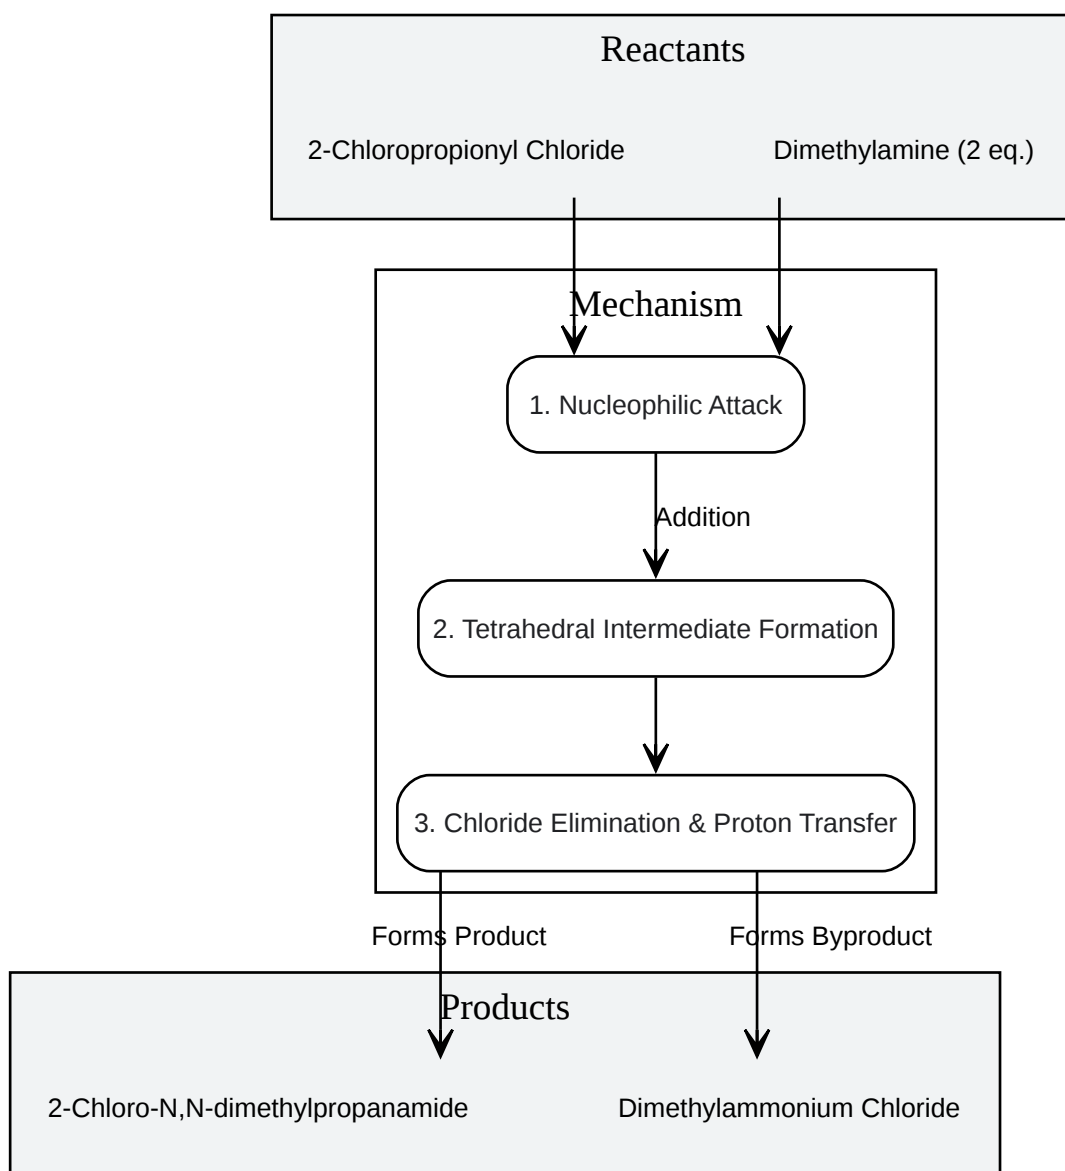 Reactants
2-Chloropropionyl Chloride
Dimethylamine (2 eq.)
Mechanism
1. Nucleophilic Attack
Addition
2. Tetrahedral Intermediate Formation
3. Chloride Elimination & Proton Transfer
Forms Product
Forms Byproduct
Products
2-Chloro-N,N-dimethylpropanamide
Dimethylammonium Chloride